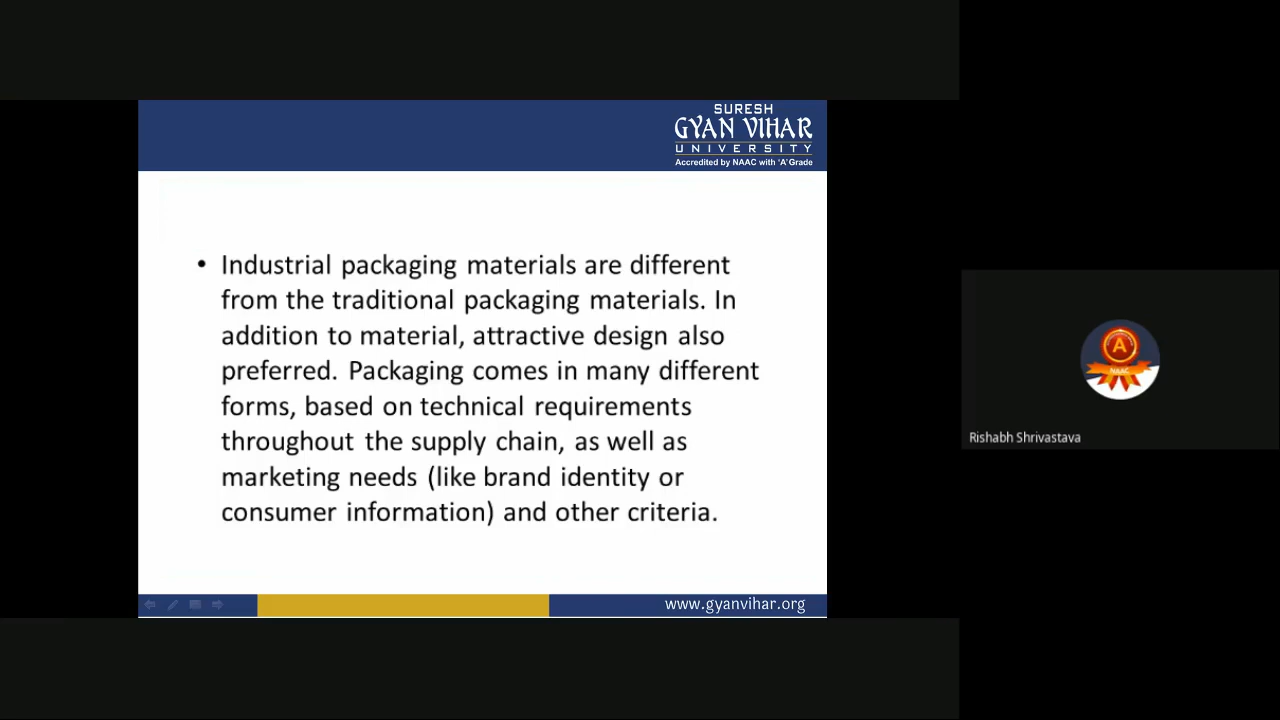 SURESH
GYAN VIHAR
UNIVERSITY
Accredited by NAAC with 'A' Grade
• Industrial packaging materials are different
from the traditional packaging materials. In
addition to material, attractive design also
preferred. Packaging comes in many different
forms, based on technical requirements
throughout the supply chain, as well as
marketing needs (like brand identity or
consumer information) and other criteria.
www.gyanvihar.org
A
NAAC
Rishabh Shrivastava